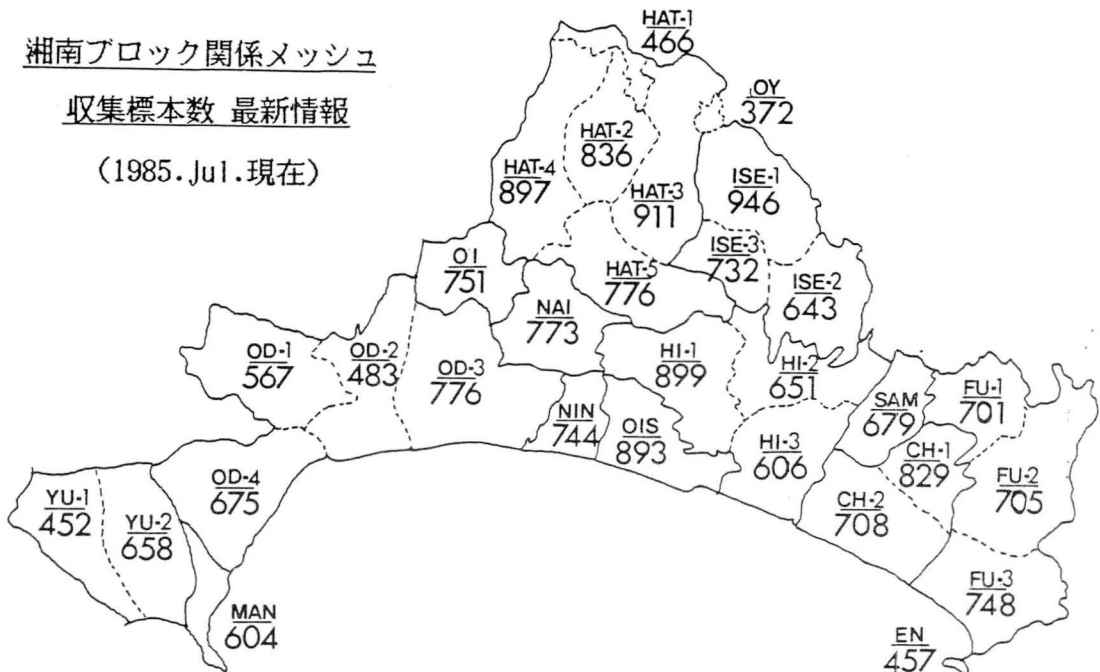 湘南ブロック関係メッシュ
収集標本数 最新情報
(1985.Jul.現在)
HAT-1
466
OY
372
HAT-2
836
HAT-4
897
HAT-3
911
ISE-1
946
ISE-3
732
OI
751
HAT-5
776
ISE-2
643
NAI
773
OD-1
567
OD-2
483
OD-3
776
HI-1
899
HI-2
651
FU-1
701
SAM
679
NIN
744
OIS
893
HI-3
606
CH-1
829
FU-2
705
OD-4
675
YU-1
452
YU-2
658
CH-2
708
FU-3
748
MAN
604
EN
457